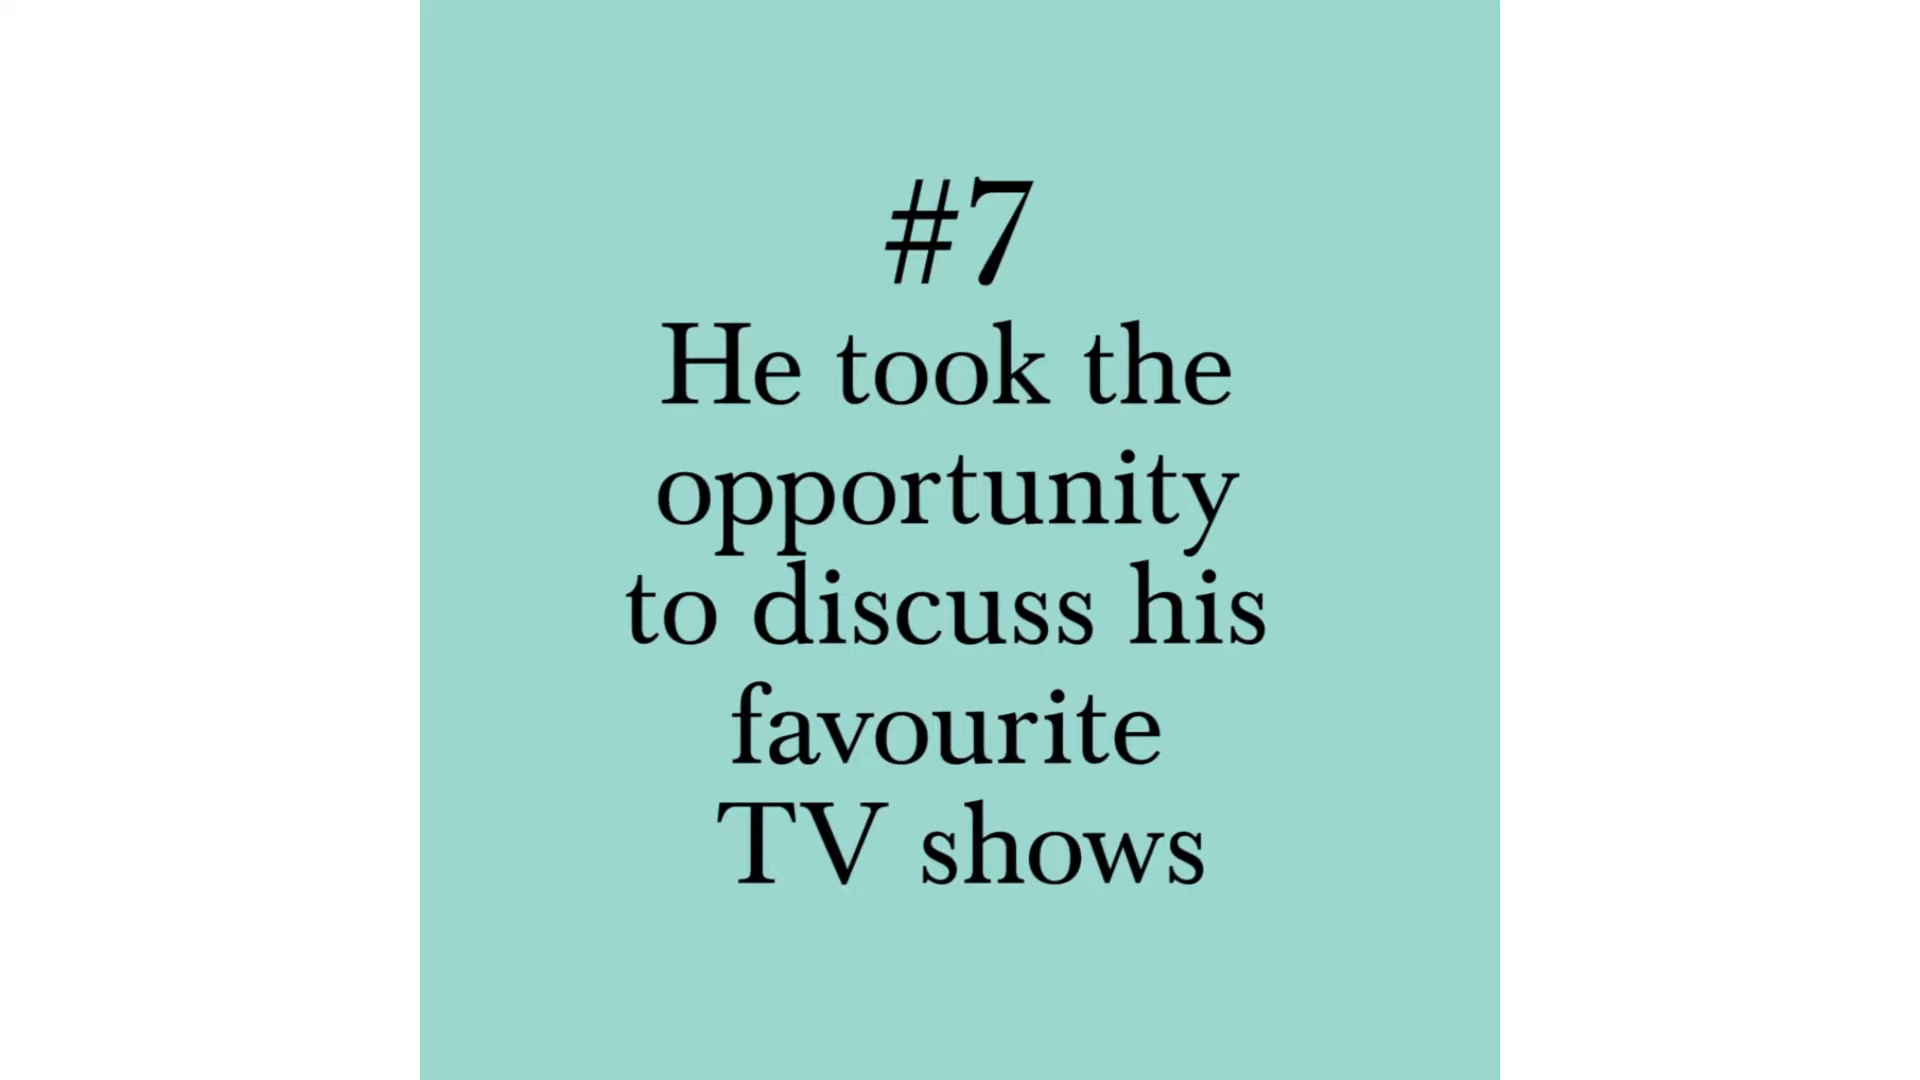 #7
He took the
opportunity
to discuss his
favourite
TV shows